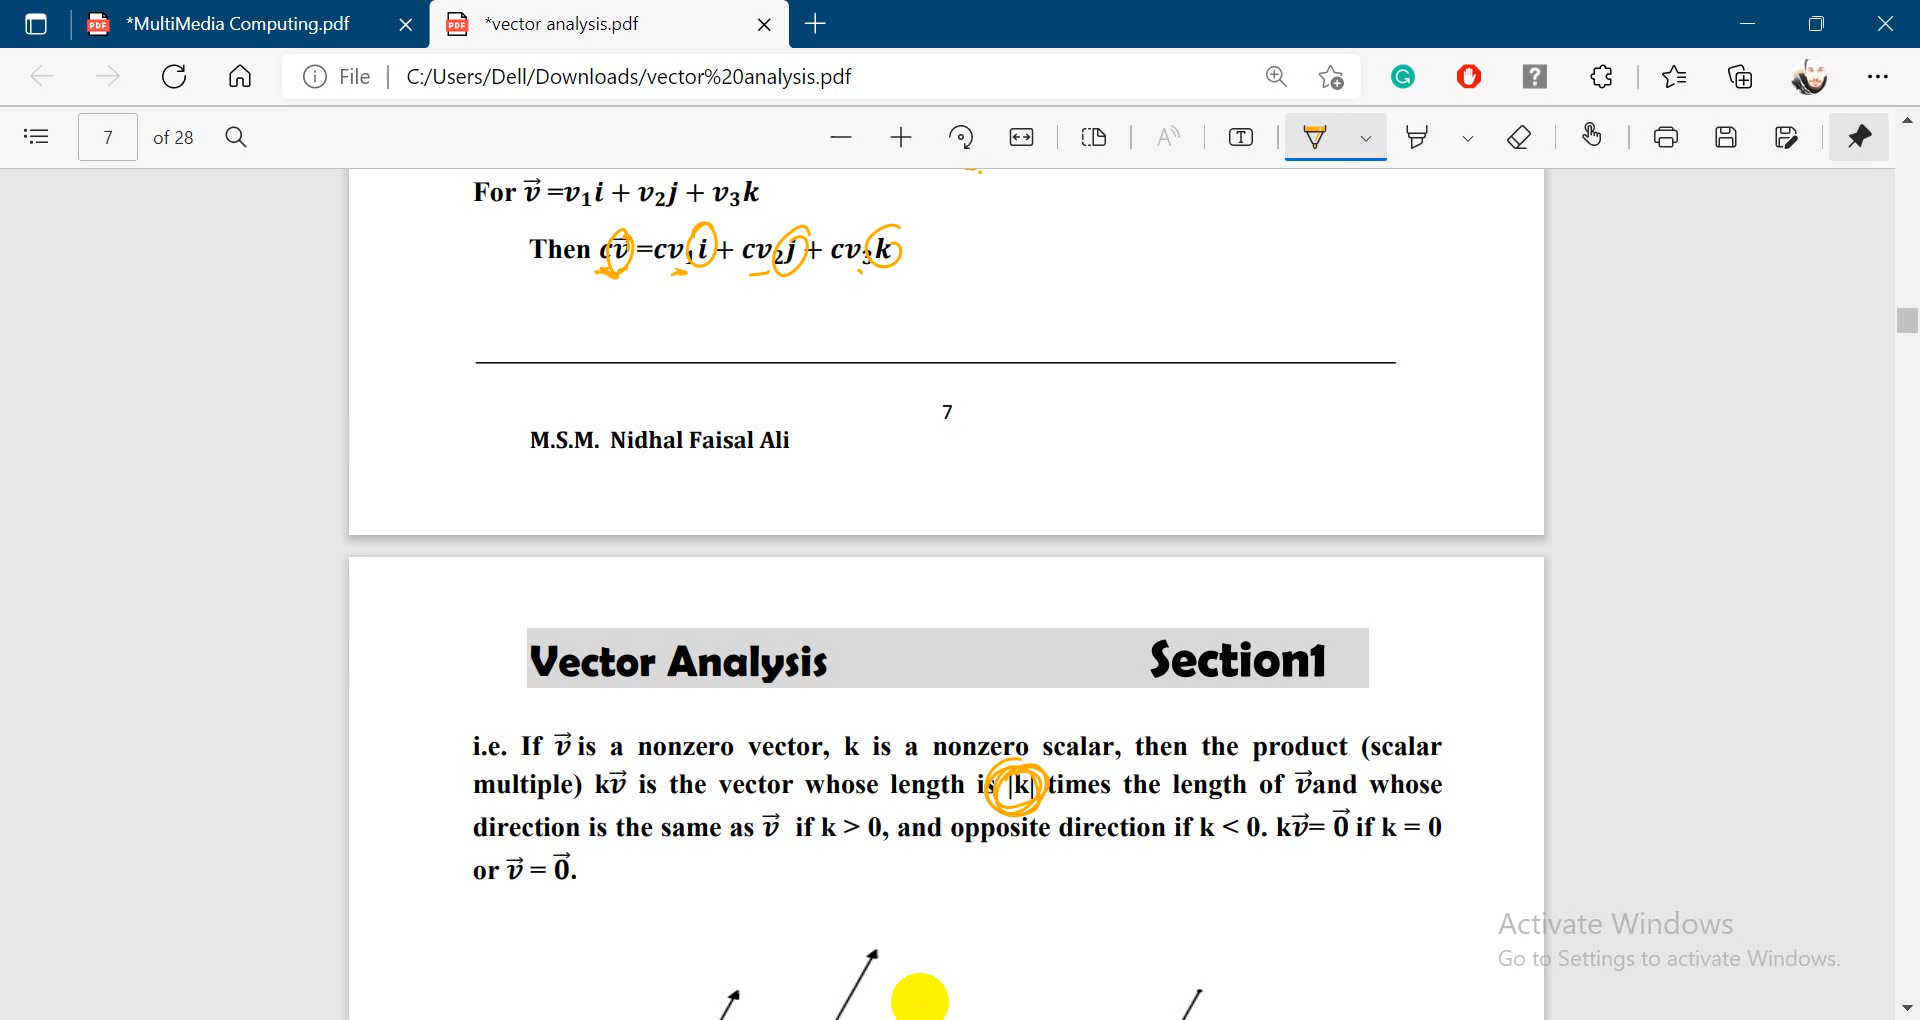 *MultiMedia Computing.pdf
*vector analysis.pdf
File C:/Users/Dell/Downloads/vector%20analysis.pdf
7 of 28
For v⃗ =v₁i + v₂j + v₃k
Then cv⃗=cv₁i + cv₂j + cv₃k
7
M.S.M. Nidhal Faisal Ali
Vector Analysis Section1
i.e. If v⃗ is a nonzero vector, k is a nonzero scalar, then the product (scalar
multiple) kv⃗ is the vector whose length is |k| times the length of v⃗and whose
direction is the same as v⃗ if k > 0, and opposite direction if k < 0. kv⃗= 0⃗ if k = 0
or v⃗ = 0⃗.
Activate Windows
Go to Settings to activate Windows.